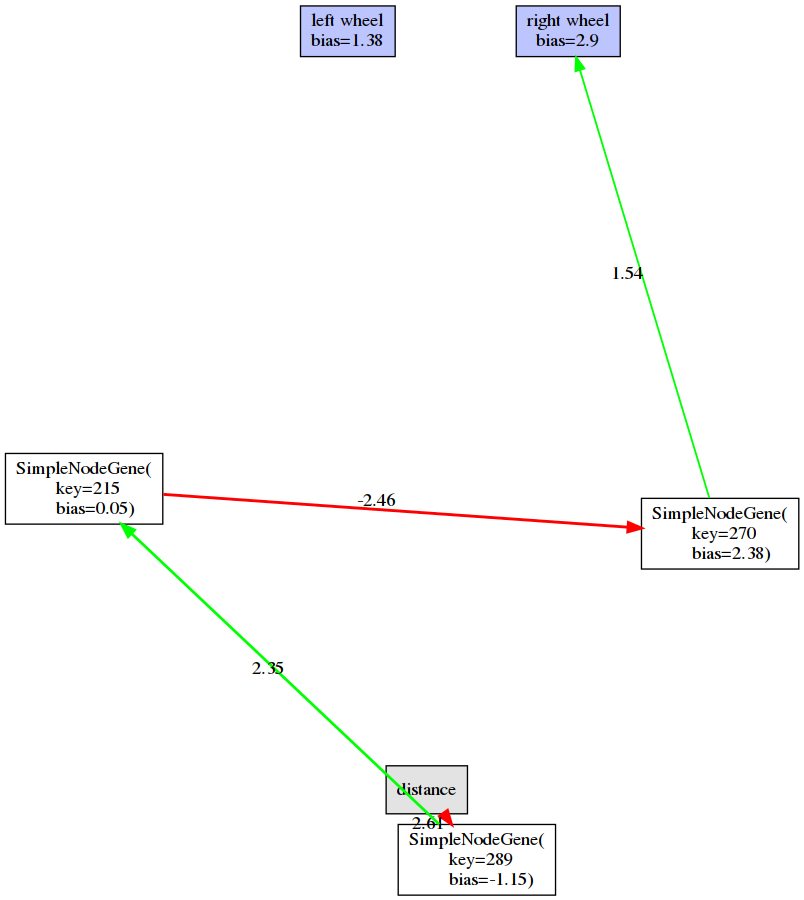 left wheel
bias=1.38
right wheel
bias=2.9
1.54
SimpleNodeGene(
key=215
bias=0.05)
-2.46
SimpleNodeGene(
key=270
bias=2.38)
2.35
distance
2.61
SimpleNodeGene(
key=289
bias=-1.15)